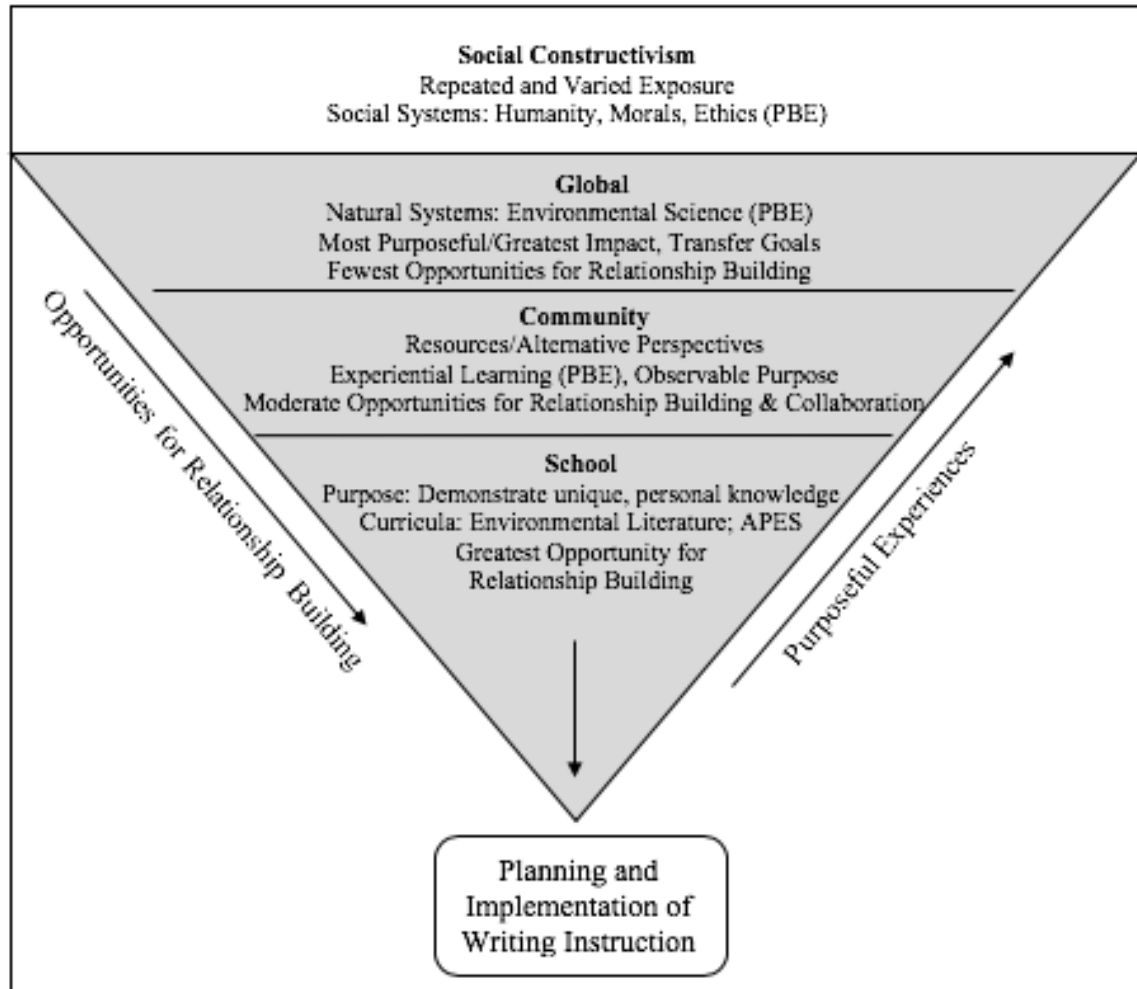 Social Constructivism
Repeated and Varied Exposure
Social Systems: Humanity, Morals, Ethics (PBE)
Global
Natural Systems: Environmental Science (PBE)
Most Purposeful/Greatest Impact, Transfer Goals
Fewest Opportunities for Relationship Building
Community
Resources/Alternative Perspectives
Experiential Learning (PBE), Observable Purpose
Moderate Opportunities for Relationship Building & Collaboration
School
Purpose: Demonstrate unique, personal knowledge
Curricula: Environmental Literature; APES
Greatest Opportunity for
Relationship Building
Opportunities for Relationship Building
Purposeful Experiences
Planning and
Implementation of
Writing Instruction